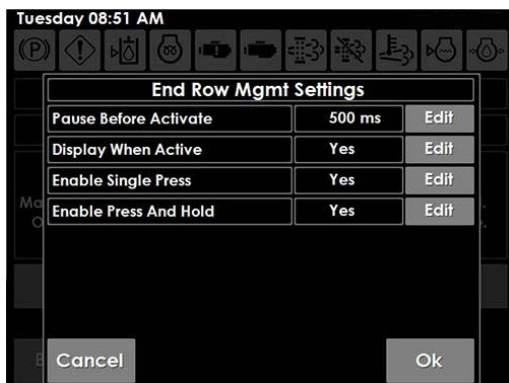 Tuesday 08:51 AM
End Row Mgmt Settings
Pause Before Activate 500 ms Edit
Display When Active Yes Edit
Enable Single Press Yes Edit
Enable Press And Hold Yes Edit
Cancel Ok